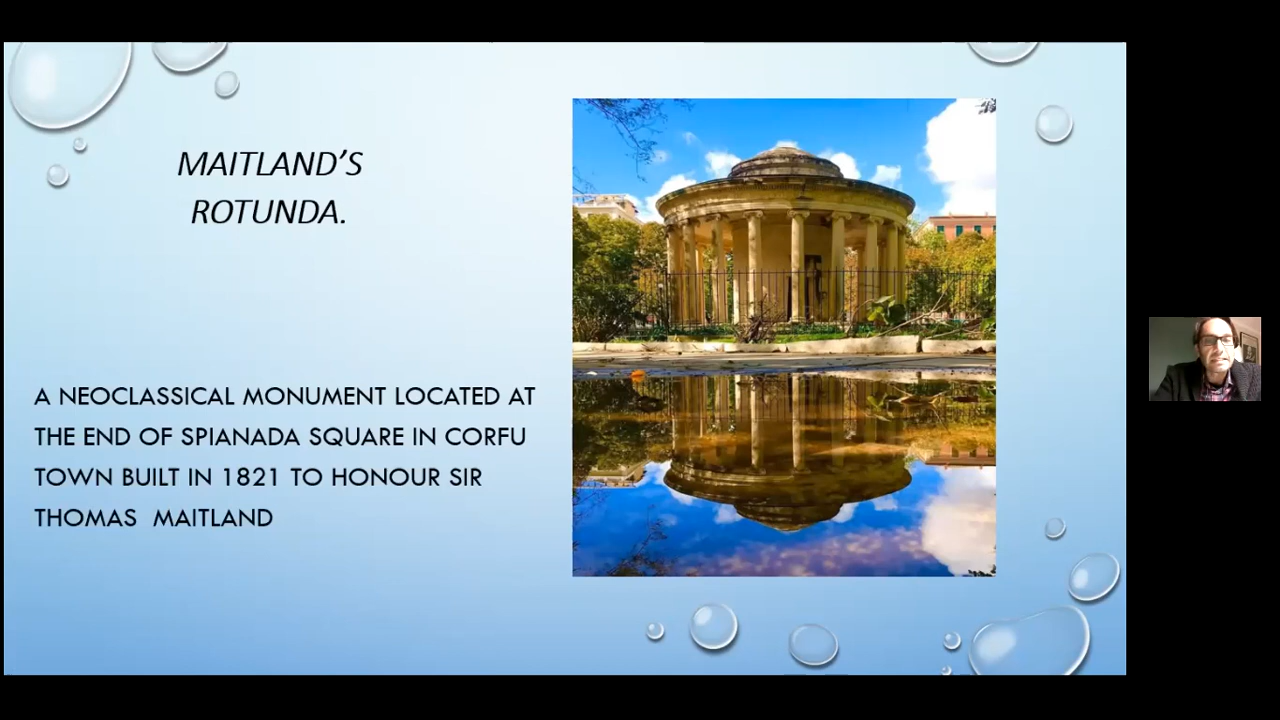 MAITLAND'S
ROTUNDA.
A NEOCLASSICAL MONUMENT LOCATED AT
THE END OF SPIANADA SQUARE IN CORFU
TOWN BUILT IN 1821 TO HONOUR SIR
THOMAS MAITLAND